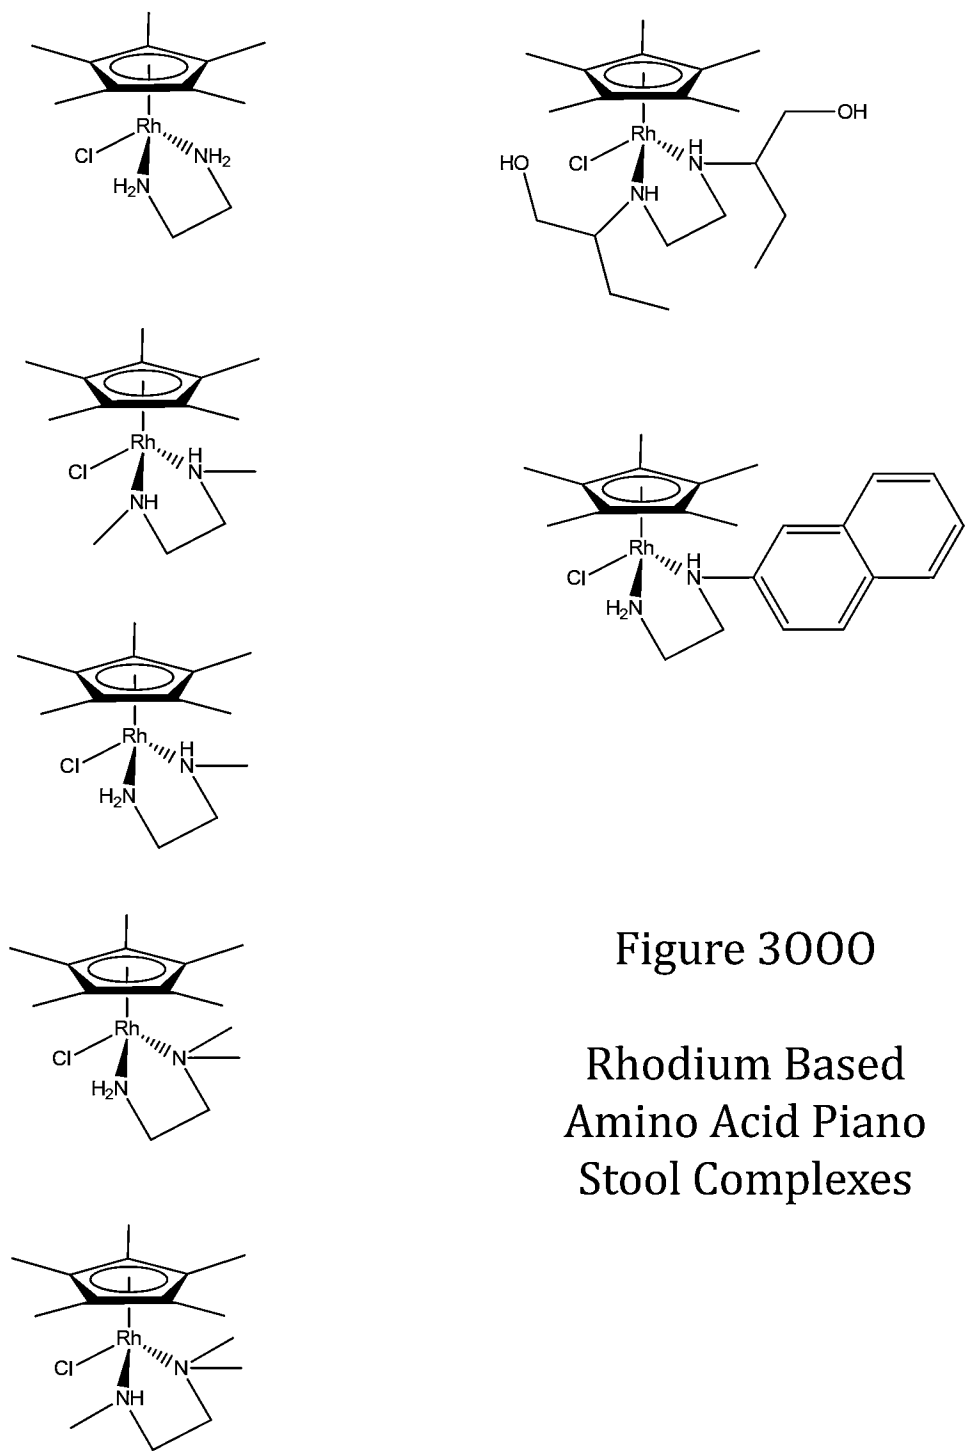 Rh
Cl
NH2
H2N
Rh
Cl
H
N
NH
HO
OH
Rh
Cl
H
N
NH
Rh
Cl
H
N
H2N
Rh
Cl
H
N
H2N
Rh
Cl
N
H2N
Rh
Cl
N
NH
Figure 3000
Rhodium Based
Amino Acid Piano
Stool Complexes